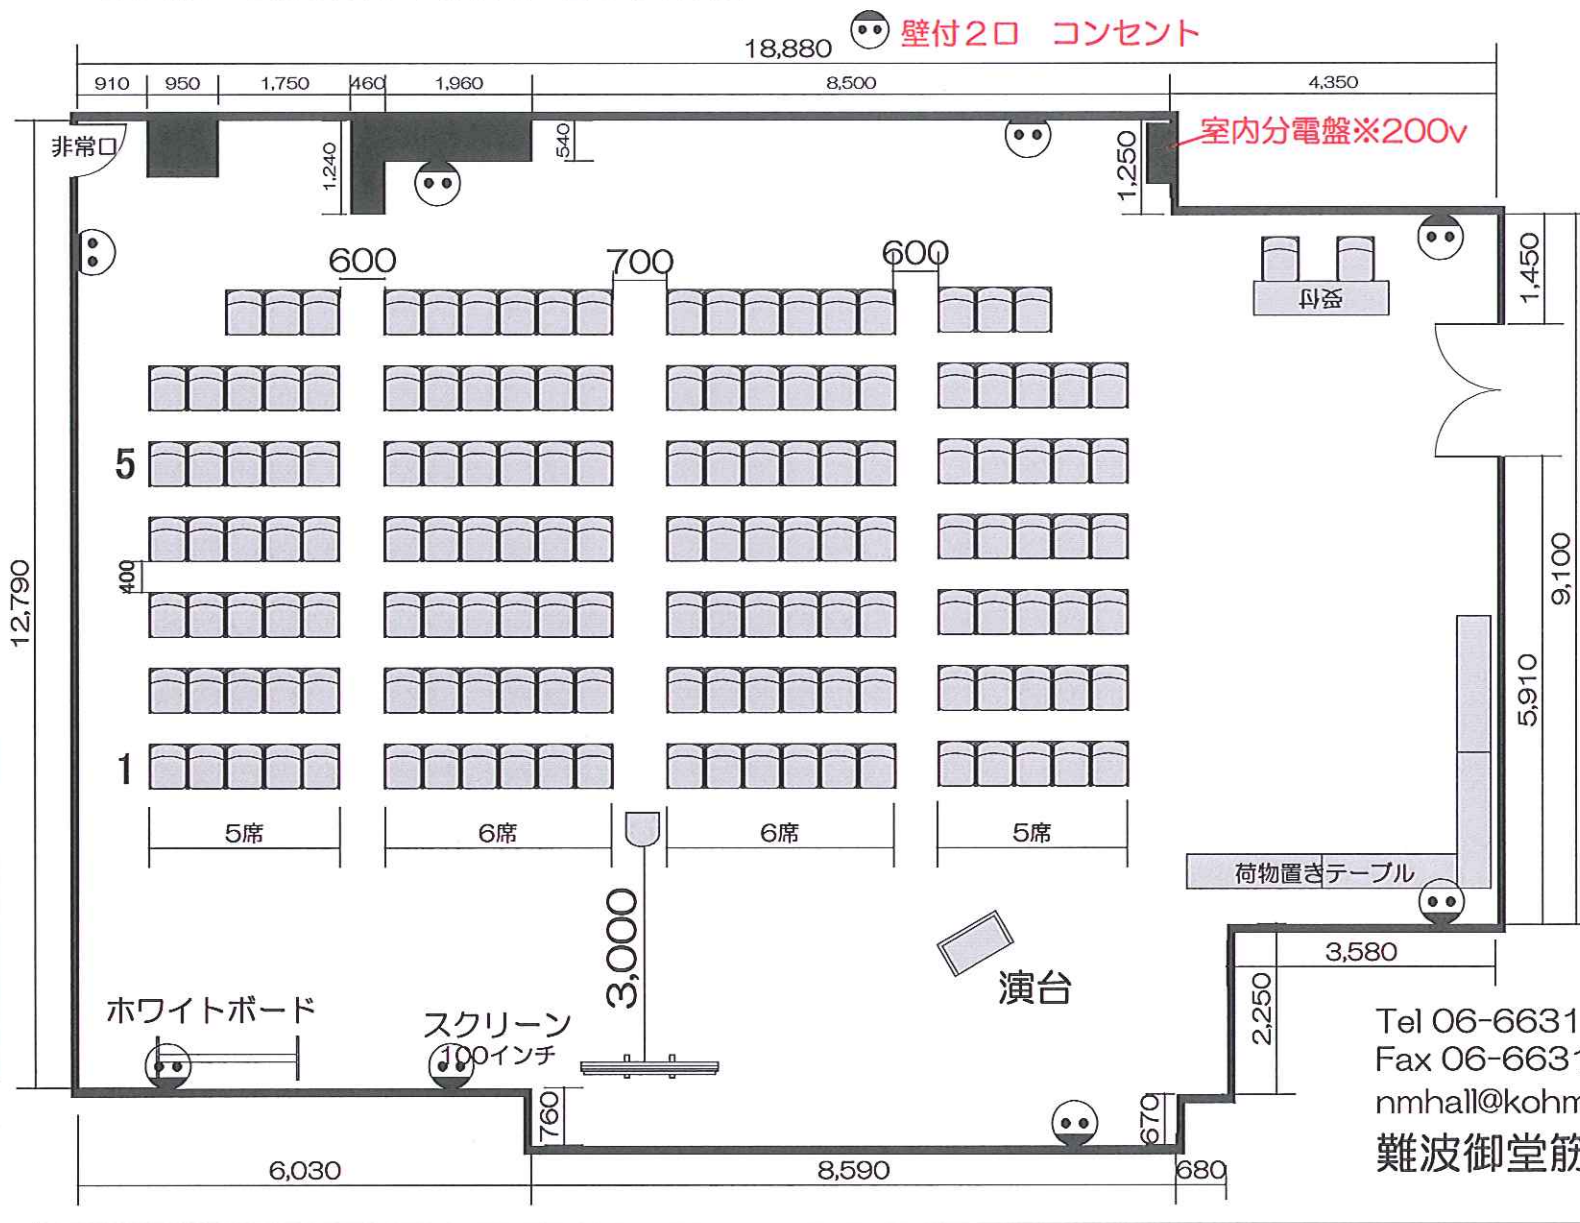 壁付2口 コンセント
18,880
910 950 1,750 460 1,960 8,500 4,350
非常口
1,240
540
1,250
室内分電盤※200v
600 700 600
受付
1,450
5
400
12,790
9,100
5,910
1
5席 6席 6席 5席
荷物置きテーブル
3,000
演台
3,580
2,250
ホワイトボード
スクリーン
100インチ
Tel 06-6631
Fax 06-663
nmhall@kohm
難波御堂筋
760
670
6,030 8,590 680